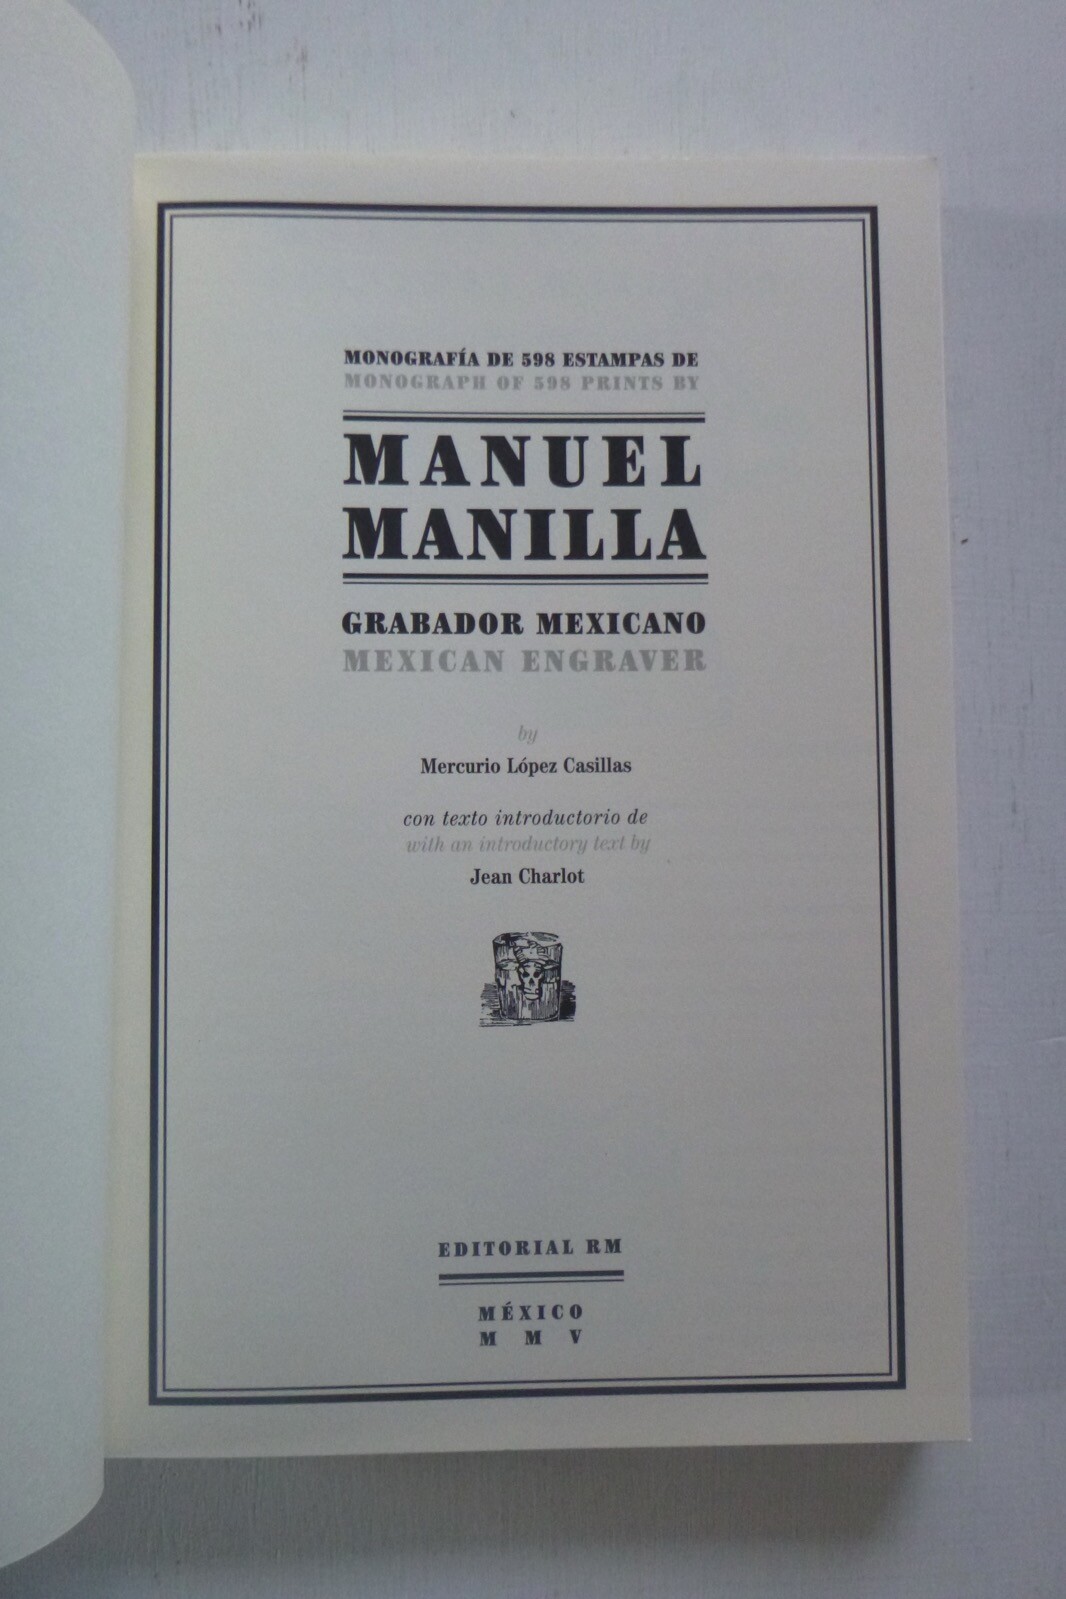 MONOGRAFÍA DE 598 ESTAMPAS DE
MONOGRAPH OF 598 PRINTS BY
MANUEL
MANILLA
GRABADOR MEXICANO
MEXICAN ENGRAVER
by
Mercurio López Casillas
con texto introductorio de
with an introductory text by
Jean Charlot
EDITORIAL RM
MÉXICO
M M V